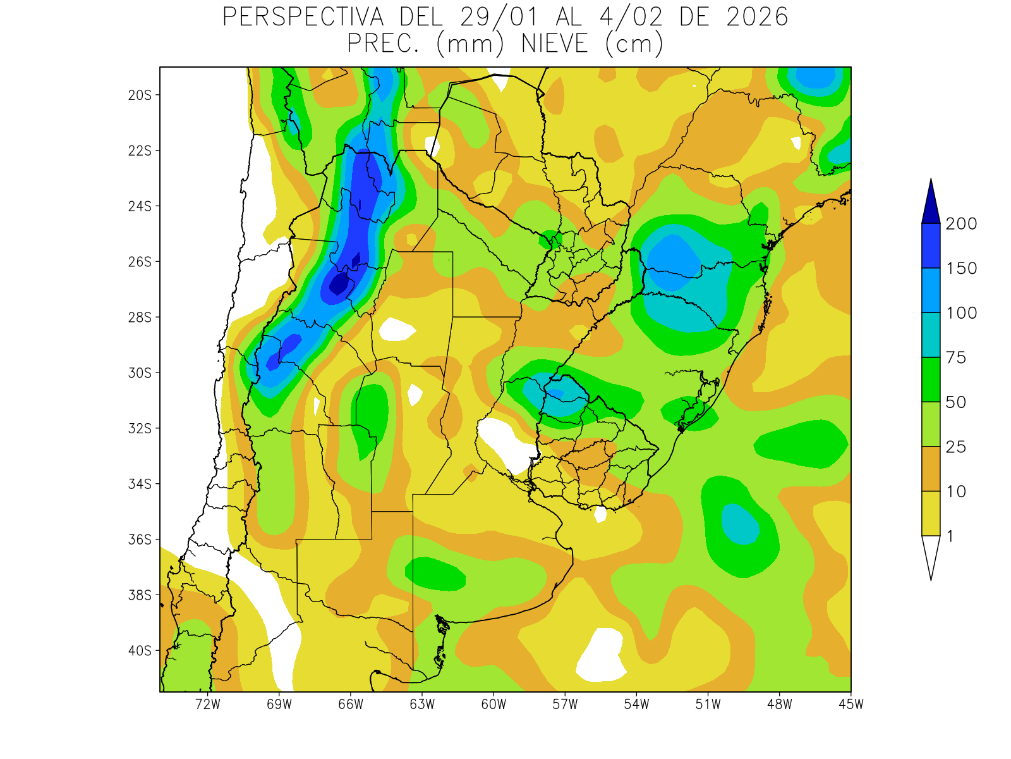 PERSPECTIVA DEL 29/01 AL 4/02 DE 2026
PREC. (mm) NIEVE (cm)
20S
22S
24S
26S
28S
30S
32S
34S
36S
38S
40S
72W 69W 66W 63W 60W 57W 54W 51W 48W 45W
200
150
100
75
50
25
10
1